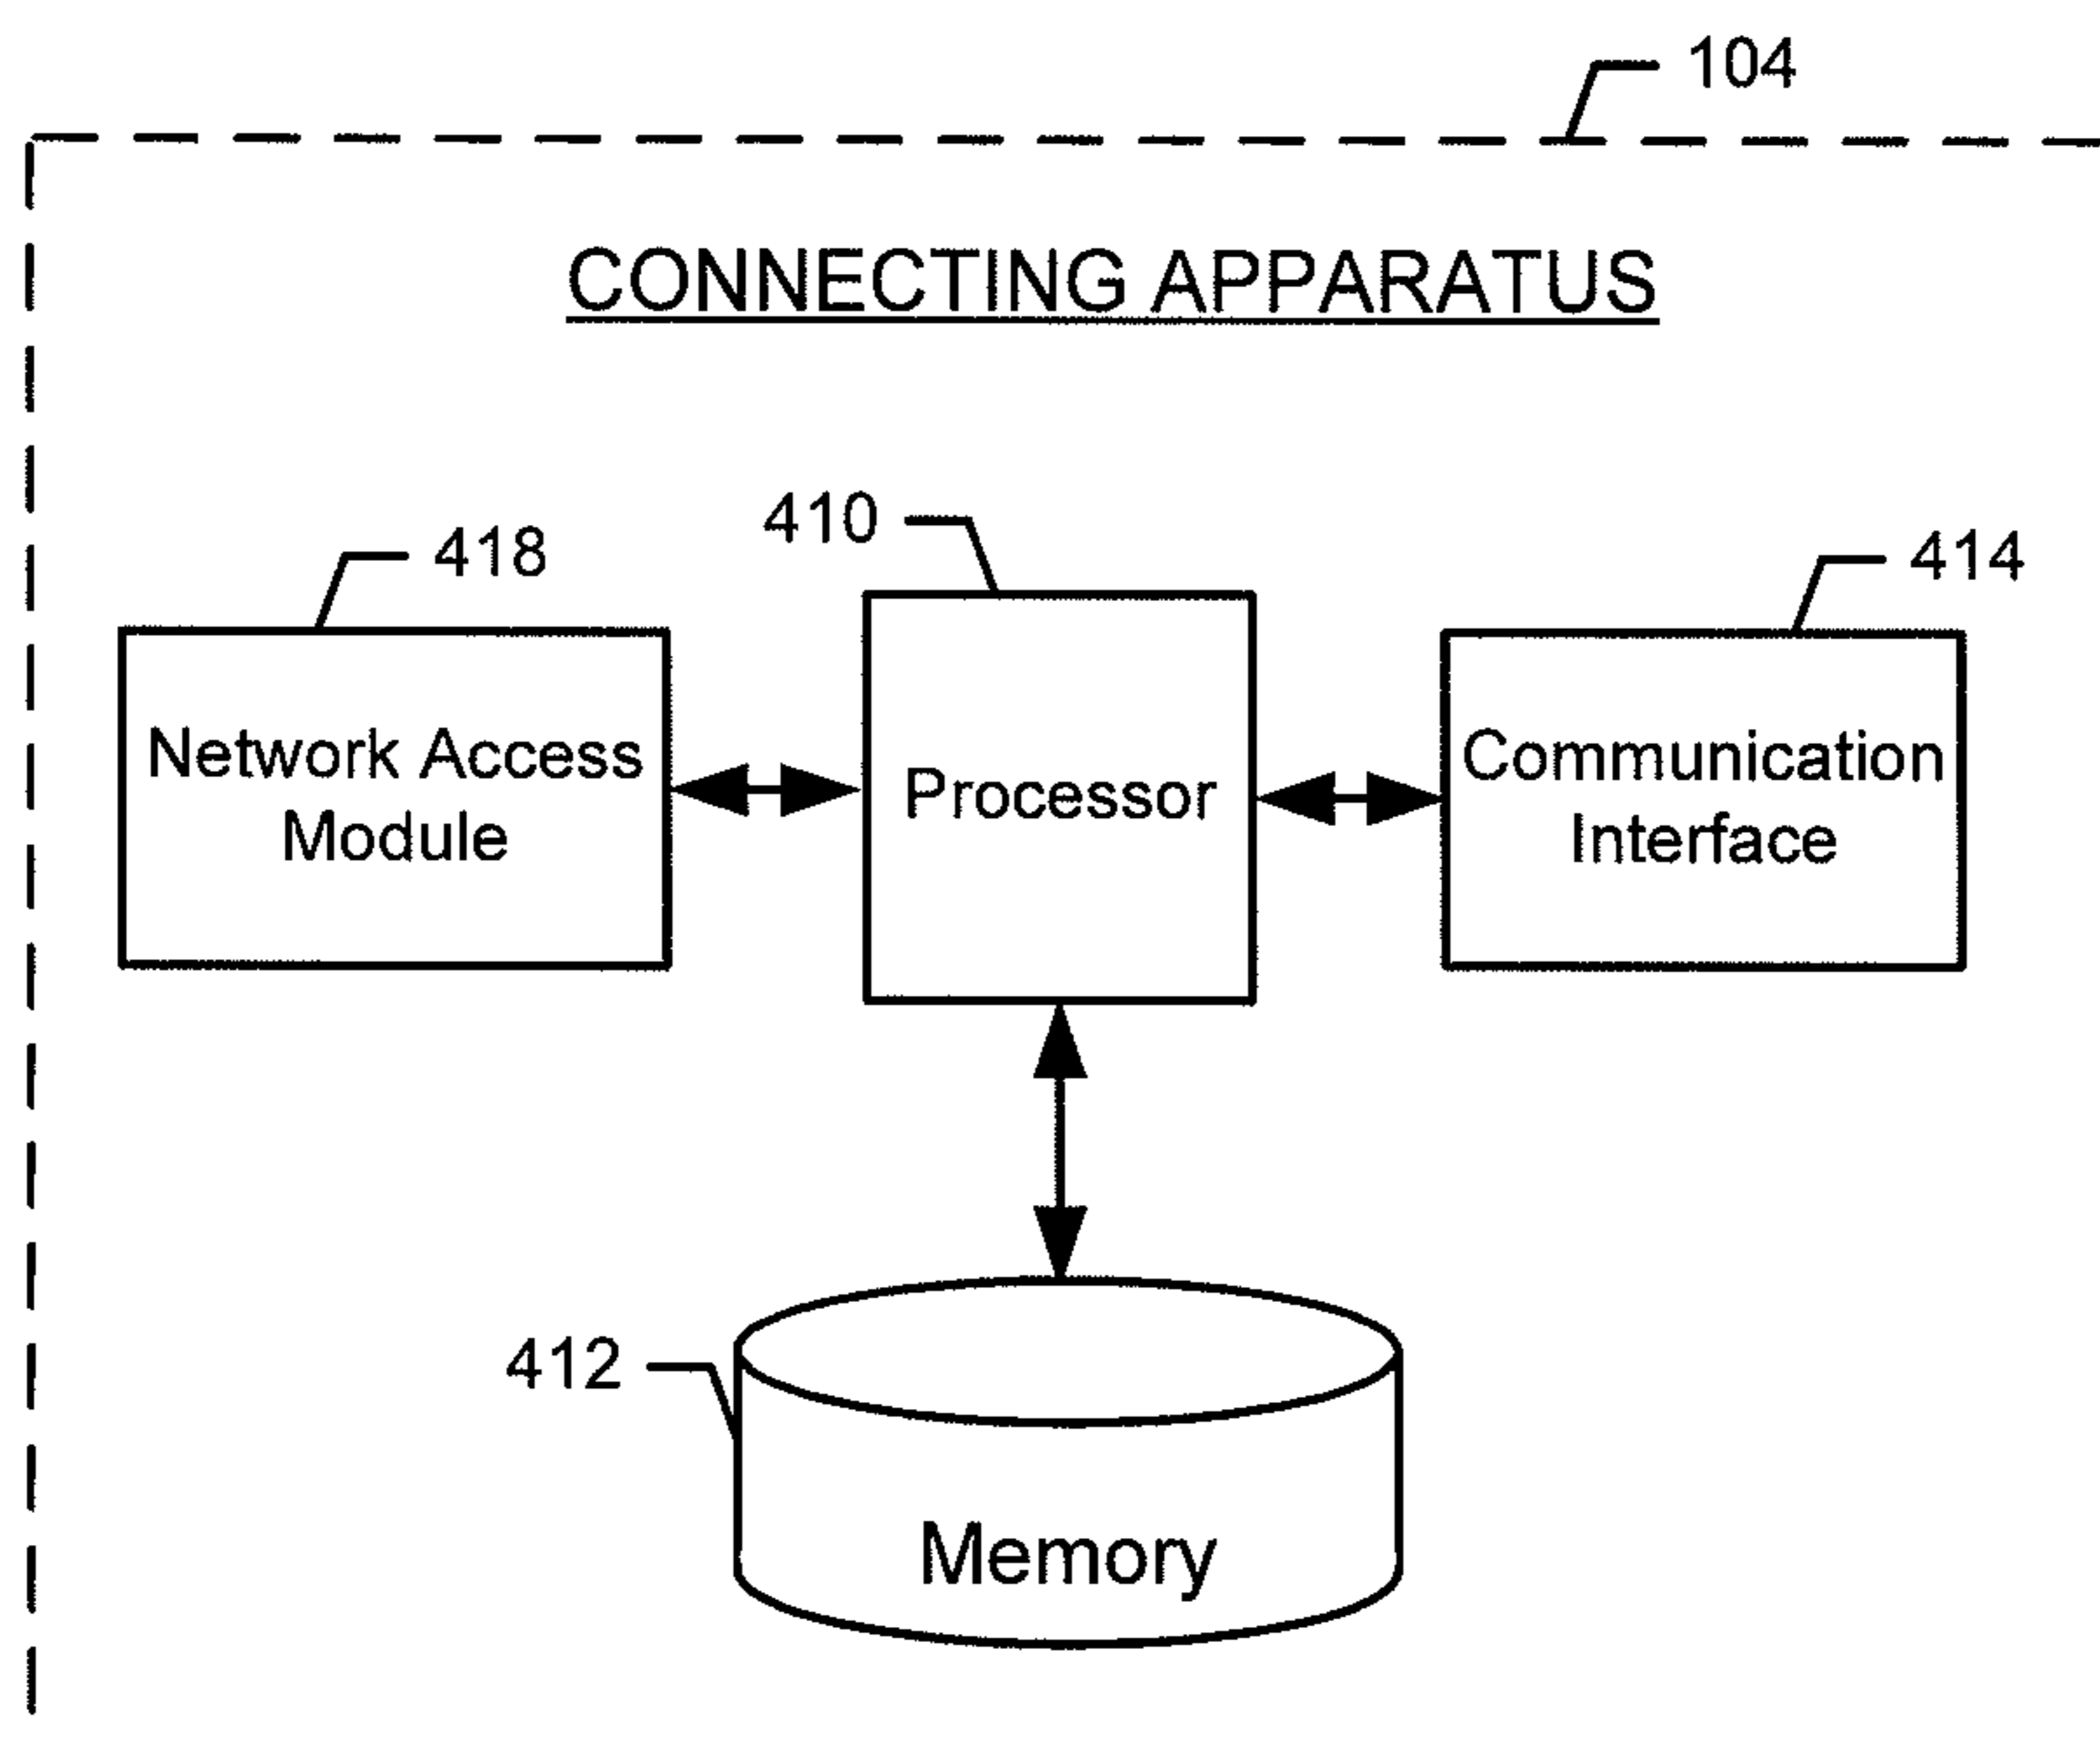 104
CONNECTING APPARATUS
418
410
414
Network Access
Module
Processor
Communication
Interface
412
Memory